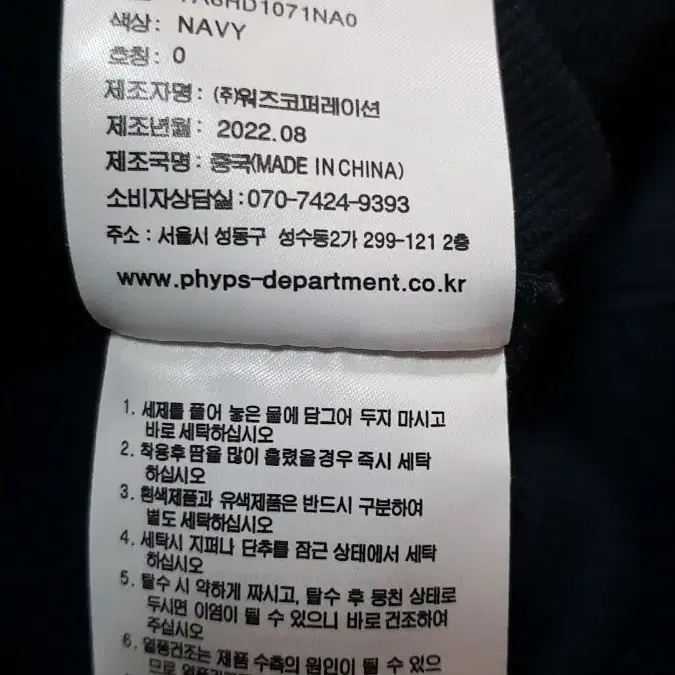 색상: NAVY
호칭: 0
제조자명: (주)워즈코퍼레이션
제조년월: 2022.08
제조국명: 중국(MADE IN CHINA)
소비자상담실:070-7424-9393
주소 : 서울시 성동구 성수동2가 299-121 2층
www.phyps-department.co.kr
1. 세제를 풀어 놓은 물에 담그어 두지 마시고
바로 세탁하십시오
2. 착용후 땀을 많이 흘렸을경우 즉시 세탁
하십시오
3. 흰색제품과 유색제품은 반드시 구분하여
별도 세탁하십시오
4. 세탁시 지퍼나 단추를 잠근 상태에서 세탁
하십시오
5. 탈수 시 약하게 짜시고, 탈수 후 뭉친 상태로
두시면 이염이 될 수 있으니 바로건조하여
주십시오
6. 열풍건조는 제품 수축의 원인이 될 수 있으
므로